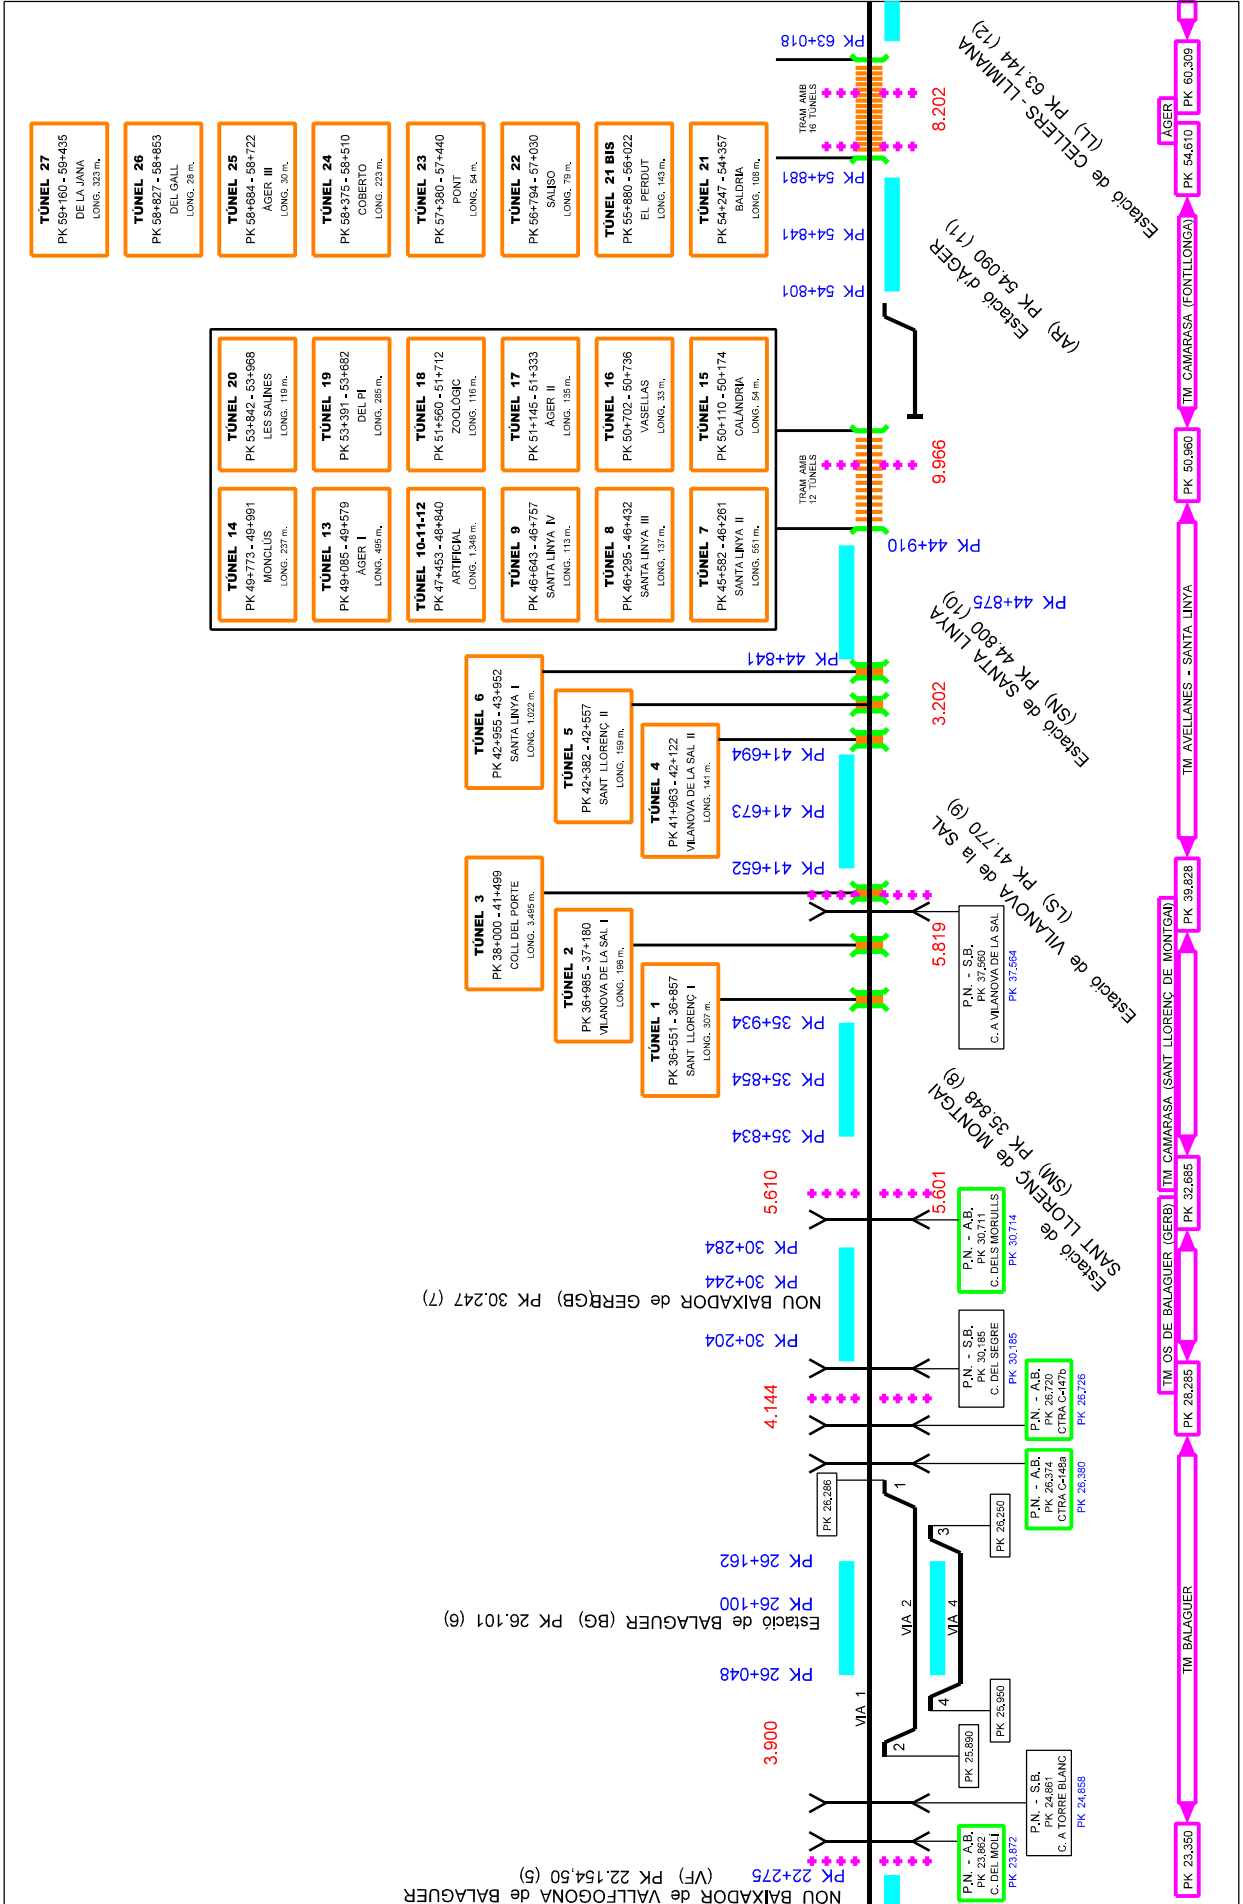 TÚNEL 27
PK 59+160 - 59+435
DE LA JANA
LONG. 323 m.
TÚNEL 26
PK 58+827 - 58+853
DEL GALL
LONG. 28 m.
TÚNEL 25
PK 58+684 - 58+722
ÀGER III
LONG. 30 m.
TÚNEL 24
PK 58+375 - 58+510
COBERTO
LONG. 223 m.
TÚNEL 23
PK 57+380 - 57+440
PONT
LONG. 54 m.
TÚNEL 22
PK 56+794 - 57+030
SALISO
LONG. 79 m.
TÚNEL 21 BIS
PK 55+880 - 56+022
EL PERDUT
LONG. 143 m.
TÚNEL 21
PK 54+247 - 54+357
BALDRIA
LONG. 108 m.
TÚNEL 20
PK 53+842 - 53+968
LES SALINES
LONG. 119 m.
TÚNEL 19
PK 53+391 - 53+682
DEL PI
LONG. 285 m.
TÚNEL 18
PK 51+560 - 51+712
ZOOLÒGIC
LONG. 116 m.
TÚNEL 17
PK 51+145 - 51+333
ÀGER II
LONG. 135 m.
TÚNEL 16
PK 50+702 - 50+736
VASELLAS
LONG. 33 m.
TÚNEL 15
PK 50+110 - 50+174
CALÀNDRIA
LONG. 54 m.
TÚNEL 14
PK 49+773 - 49+991
MONCLÚS
LONG. 237 m.
TÚNEL 13
PK 49+085 - 49+579
ÀGER I
LONG. 495 m.
TÚNEL 10-11-12
PK 47+453 - 48+840
ARTIFICIAL
LONG. 1.348 m.
TÚNEL 9
PK 46+643 - 46+757
SANTA LINYA IV
LONG. 113 m.
TÚNEL 8
PK 46+295 - 46+432
SANTA LINYA III
LONG. 137 m.
TÚNEL 7
PK 45+582 - 46+261
SANTA LINYA II
LONG. 551 m.
TÚNEL 6
PK 42+955 - 43+952
SANTA LINYA I
LONG. 1.022 m.
TÚNEL 5
PK 42+382 - 42+557
SANT LLORENÇ II
LONG. 159 m.
TÚNEL 4
PK 41+963 - 42+122
VILANOVA DE LA SAL II
LONG. 141 m.
TÚNEL 3
PK 38+000 - 41+499
COLL DEL PORTE
LONG. 3.495 m.
TÚNEL 2
PK 36+985 - 37+180
VILANOVA DE LA SAL I
LONG. 196 m.
TÚNEL 1
PK 36+551 - 36+857
SANT LLORENÇ I
LONG. 307 m.
PK 63+018
TRAM AMB
16 TÚNELS
8.202
PK 54+881
PK 54+841
PK 54+801
Estació de CELLERS - LLIMIANA
(LL) PK 63.144 (12)
Estació d'ÀGER
(AR) PK 54.090 (11)
TRAM AMB
12 TÚNELS
9.966
PK 44+910
PK 44+875
PK 44+841
Estació de SANTA LINYA
(SN) PK 44.800 (10)
3.202
PK 41+694
PK 41+673
PK 41+652
Estació de VILANOVA de la SAL
(LS) PK 41.770 (9)
5.819
P.N. - S.B.
PK 37.560
C. A VILANOVA DE LA SAL
PK 37.564
PK 35+934
PK 35+854
PK 35+834
Estació de
SANT LLORENÇ de MONTGAI
(SM) PK 35.848 (8)
5.610
5.601
P.N. - A.B.
PK 30.711
C. DELS MORULLS
PK 30.714
PK 30+284
PK 30+244
NOU BAIXADOR de GERB(GB) PK 30.247 (7)
PK 30+204
P.N. - S.B.
PK 30.185
C. DEL SEGRE
PK 30.185
4.144
P.N. - A.B.
PK 26.720
CTRA C-147b
PK 26.726
P.N. - A.B.
PK 26.374
CTRA C-148a
PK 26.380
PK 26.286
1
3
PK 26.250
PK 26+162
PK 26+100
Estació de BALAGUER (BG) PK 26.101 (6)
PK 26+048
VIA 1
VIA 2
VIA 4
4
2
PK 25.950
PK 25.890
3.900
P.N. - S.B.
PK 24.861
C. A TORRE BLANC
PK 24.858
P.N. - A.B.
PK 23.862
C. DEL MOLÍ
PK 23.872
PK 22+275
NOU BAIXADOR de VALLFOGONA de BALAGUER
(VF) PK 22.154,50 (5)
PK 60.309
ÀGER
PK 54.610
TM CAMARASA (FONTLLONGA)
PK 50.960
TM AVELLANES - SANTA LINYA
PK 39.828
TM CAMARASA (SANT LLORENÇ DE MONTGAI)
PK 32.685
TM OS DE BALAGUER (GERB)
PK 28.285
TM BALAGUER
PK 23.350